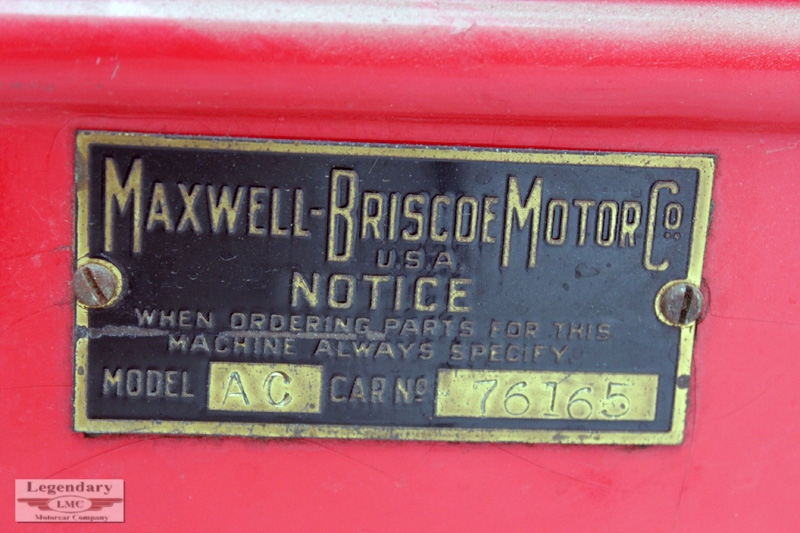 MAXWELL-BRISCOE MOTOR CO
U.S.A.
NOTICE
WHEN ORDERING PARTS FOR THIS
MACHINE ALWAYS SPECIFY.
MODEL AC CAR NO 76165
Legendary
LMC
Motorcar Company